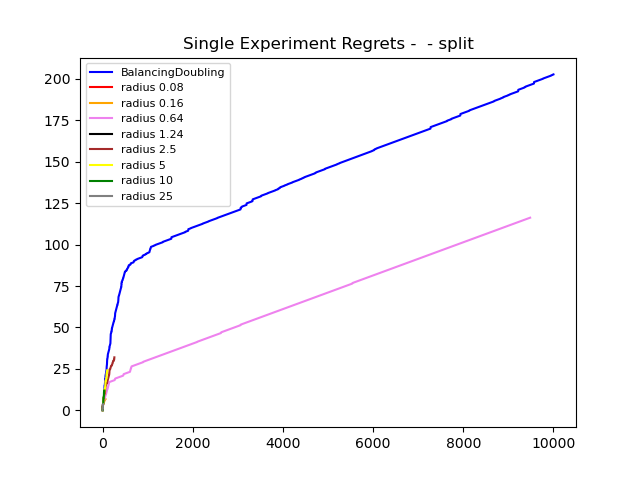 Single Experiment Regrets -  - split
BalancingDoubling
radius 0.08
radius 0.16
radius 0.64
radius 1.24
radius 2.5
radius 5
radius 10
radius 25
200
175
150
125
100
75
50
25
0
0 2000 4000 6000 8000 10000